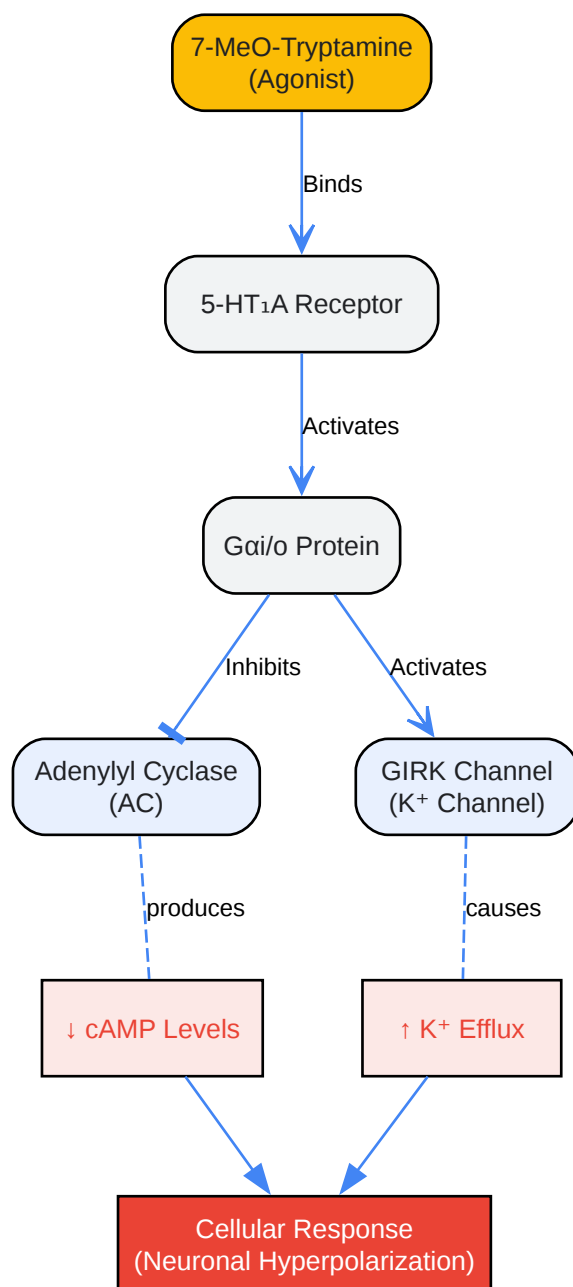 7-MeO-Tryptamine
(Agonist)
Binds
5-HT₁A Receptor
Activates
Gαi/o Protein
Inhibits
Activates
Adenylyl Cyclase
(AC)
GIRK Channel
(K⁺ Channel)
produces
causes
↓ cAMP Levels
↑ K⁺ Efflux
Cellular Response
(Neuronal Hyperpolarization)